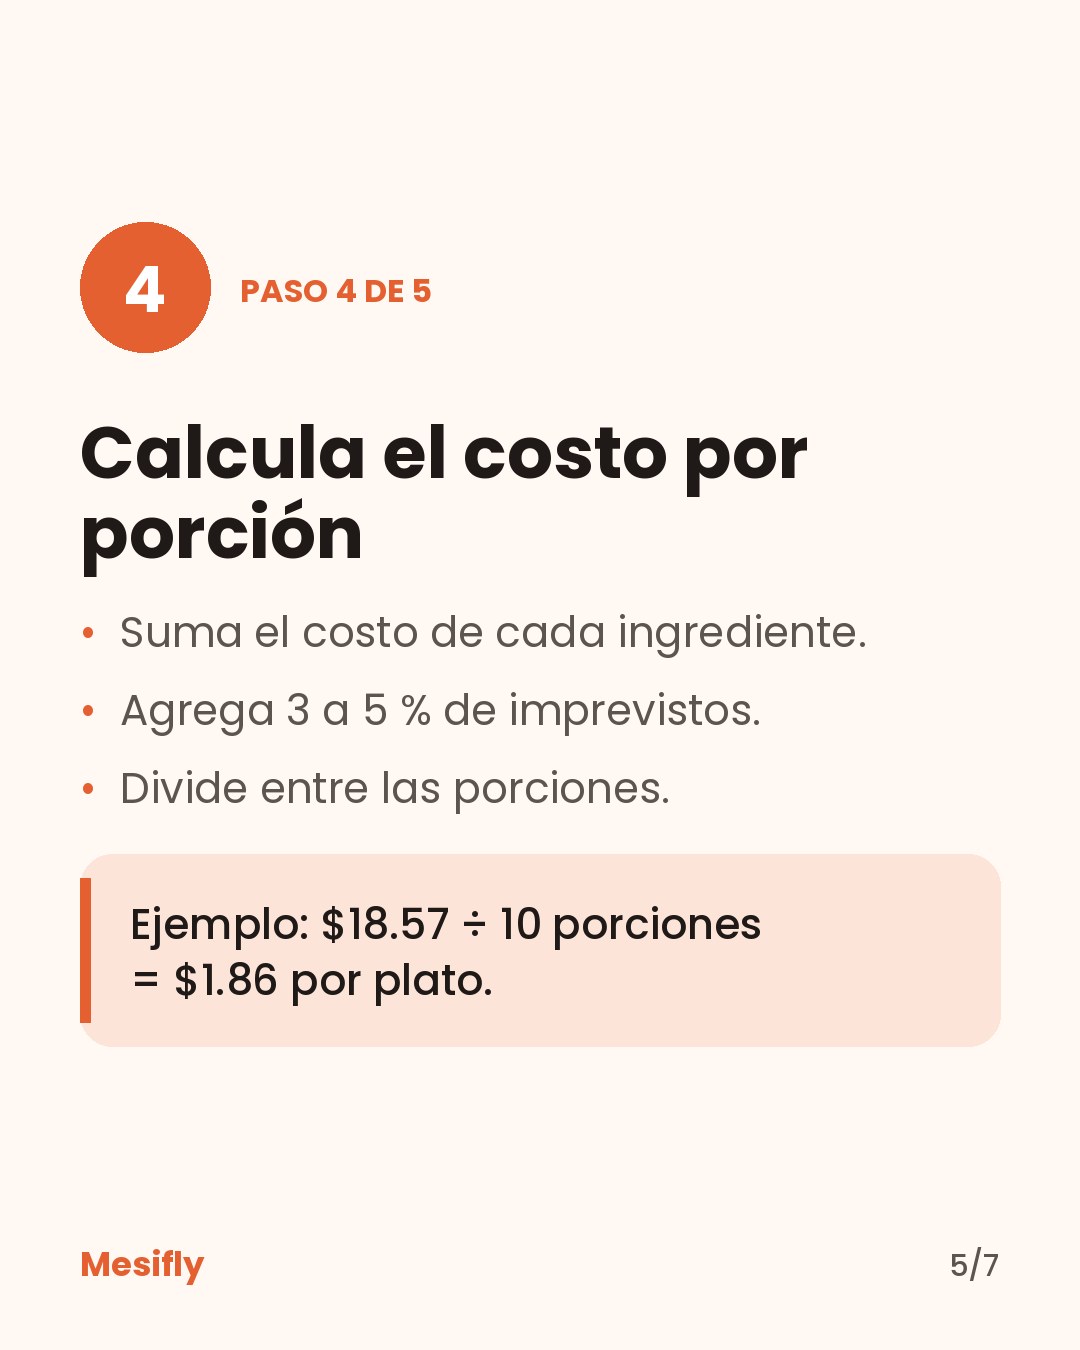 4
PASO 4 DE 5
Calcula el costo por
porción
• Suma el costo de cada ingrediente.
• Agrega 3 a 5 % de imprevistos.
• Divide entre las porciones.
Ejemplo: $18.57 ÷ 10 porciones
= $1.86 por plato.
Mesifly
5/7